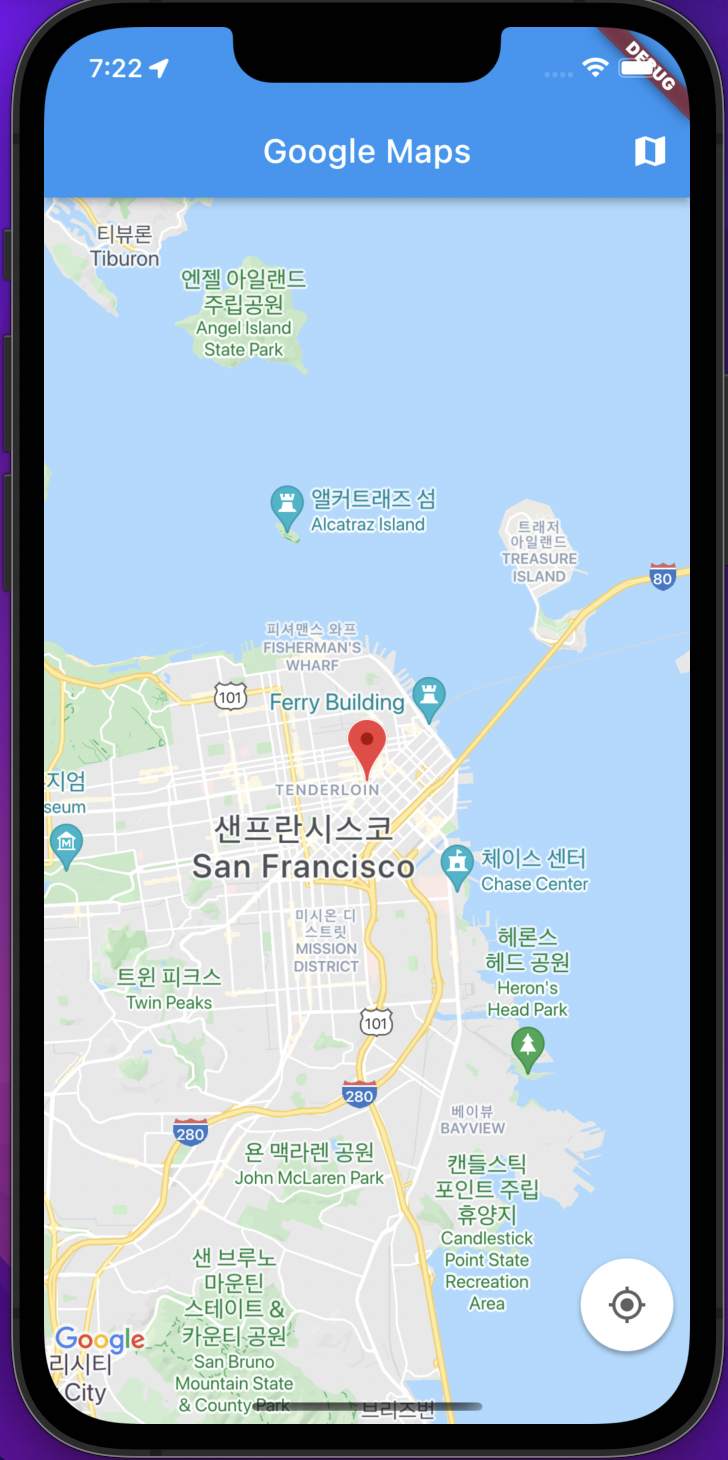 7:22
DEBUG
Google Maps
티뷰론
Tiburon
엔젤 아일랜드
주립공원
Angel Island
State Park
앨커트래즈 섬
Alcatraz Island
트래저
아일랜드
TREASURE
ISLAND
80
피셔맨스 와프
FISHERMAN'S
WHARF
101
Ferry Building
지엄
seum
TENDERLOIN
샌프란시스코
San Francisco
체이스 센터
Chase Center
미시온 디
스트릿
MISSION
DISTRICT
헤론스
헤드 공원
Heron's
Head Park
트윈 피크스
Twin Peaks
101
280
280
베이뷰
BAYVIEW
욘 맥라렌 공원
John McLaren Park
캔들스틱
포인트 주립
휴양지
Candlestick
Point State
Recreation
Area
샌 브루노
마운틴
스테이트 &
카운티 공원
San Bruno
Mountain State
& County Park
Google
리시티
City
브리즈번